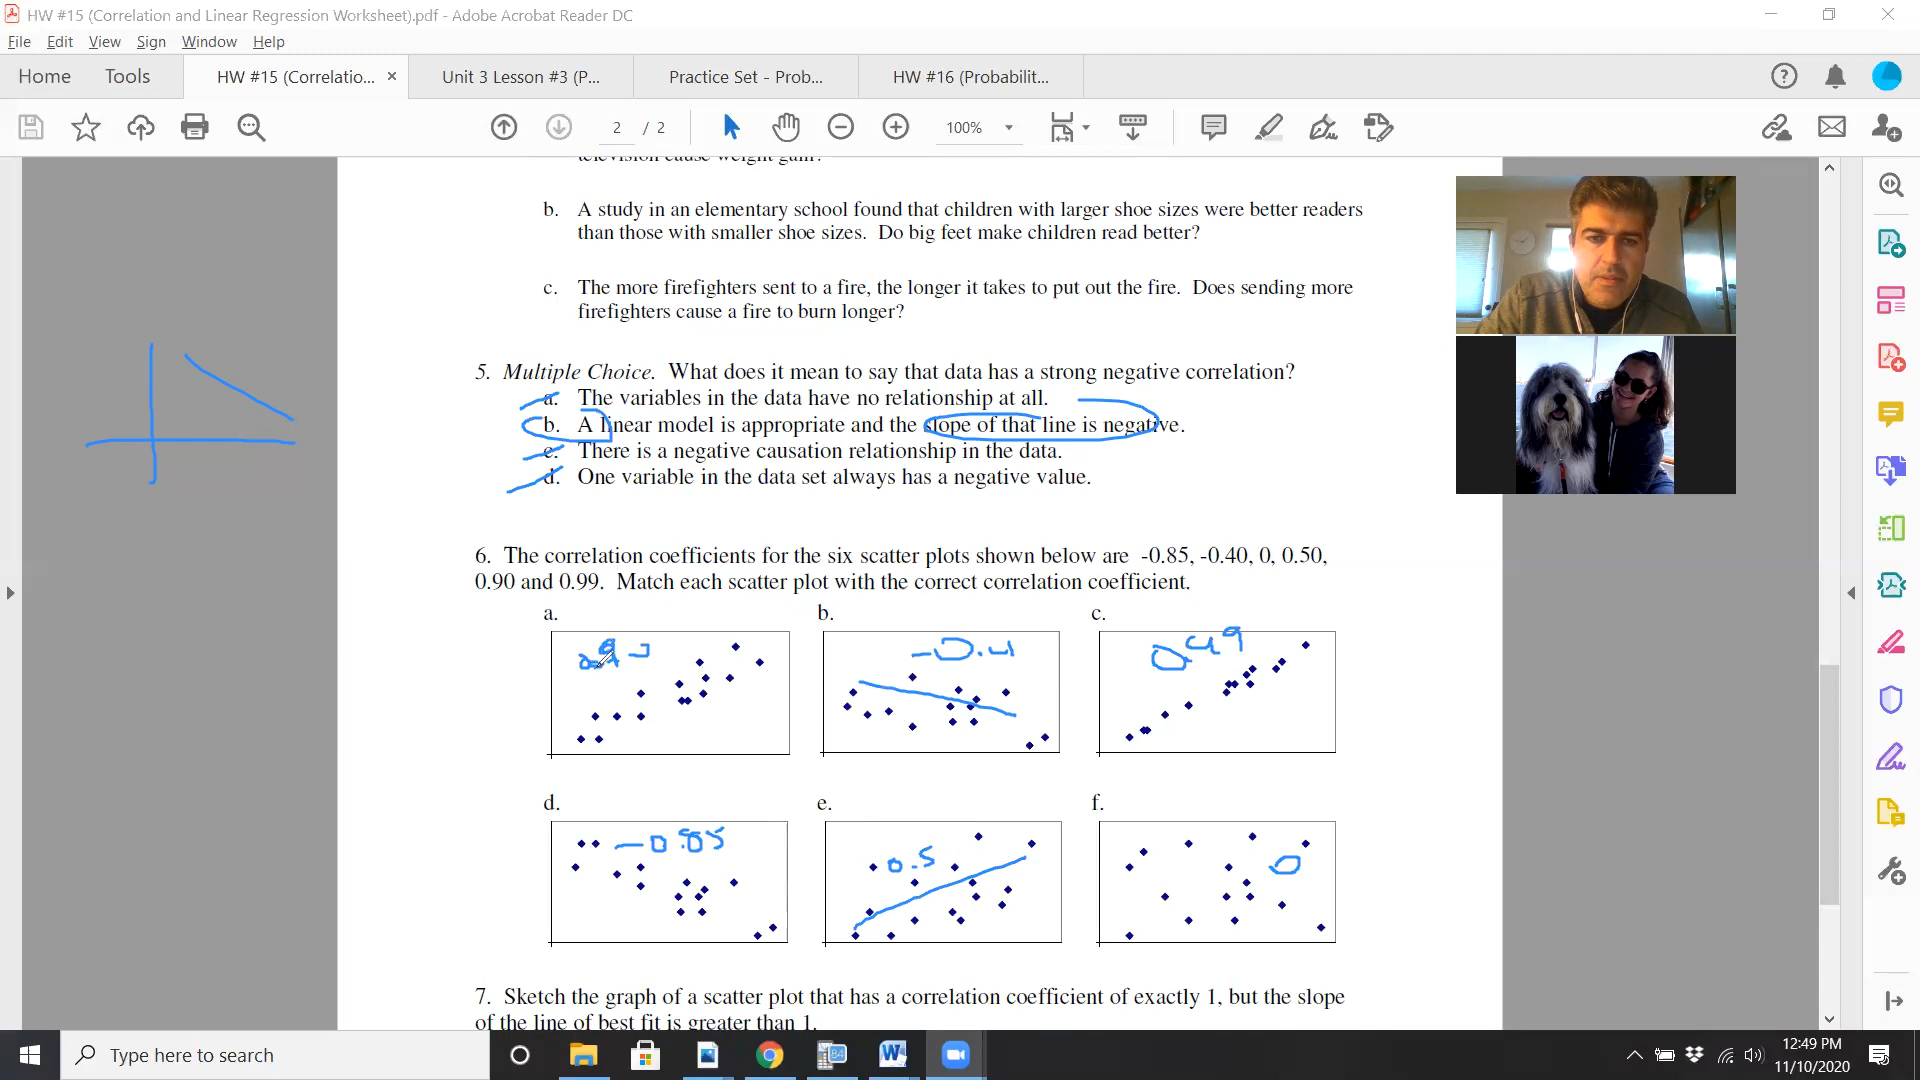 HW #15 (Correlation and Linear Regression Worksheet).pdf - Adobe Acrobat Reader DC
File Edit View Sign Window Help
Home Tools HW #15 (Correlatio... × Unit 3 Lesson #3 (P... Practice Set - Prob... HW #16 (Probabilit...
2 / 2 100%
television cause weight gain?
b. A study in an elementary school found that children with larger shoe sizes were better readers
than those with smaller shoe sizes. Do big feet make children read better?
c. The more firefighters sent to a fire, the longer it takes to put out the fire. Does sending more
firefighters cause a fire to burn longer?
5. Multiple Choice. What does it mean to say that data has a strong negative correlation?
a. The variables in the data have no relationship at all.
b. A linear model is appropriate and the slope of that line is negative.
c. There is a negative causation relationship in the data.
d. One variable in the data set always has a negative value.
6. The correlation coefficients for the six scatter plots shown below are -0.85, -0.40, 0, 0.50,
0.90 and 0.99. Match each scatter plot with the correct correlation coefficient.
a. b. c.
-0.4
d. e. f.
-0.85 0.5 0
7. Sketch the graph of a scatter plot that has a correlation coefficient of exactly 1, but the slope
of the line of best fit is greater than 1.
Type here to search
12:49 PM
11/10/2020